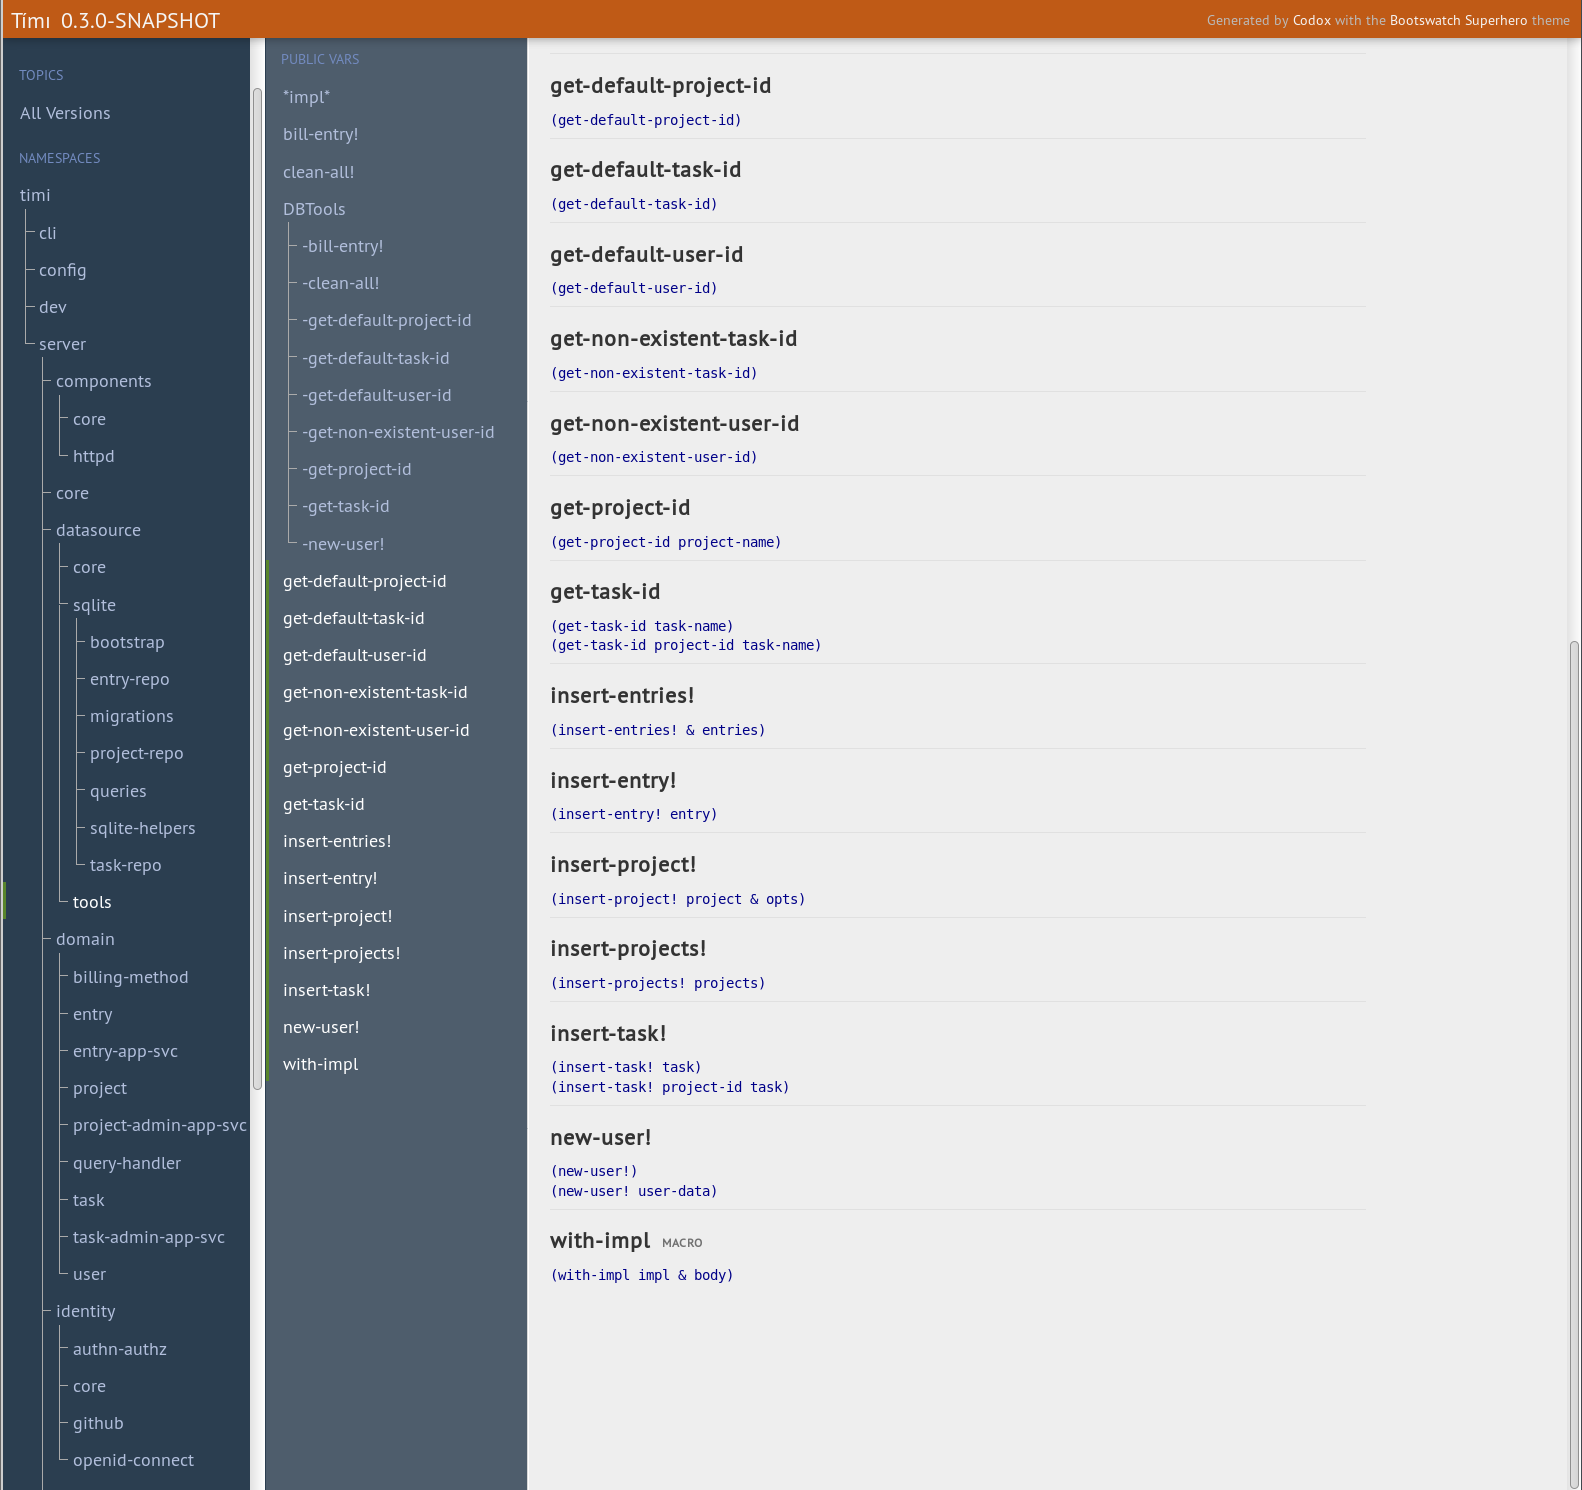 Tímı 0.3.0-SNAPSHOT
Generated by Codox with the Bootswatch Superhero theme
TOPICS
All Versions
NAMESPACES
timi
cli
config
dev
server
components
core
httpd
core
datasource
core
sqlite
bootstrap
entry-repo
migrations
project-repo
queries
sqlite-helpers
task-repo
tools
domain
billing-method
entry
entry-app-svc
project
project-admin-app-svc
query-handler
task
task-admin-app-svc
user
identity
authn-authz
core
github
openid-connect
PUBLIC VARS
*impl*
bill-entry!
clean-all!
DBTools
-bill-entry!
-clean-all!
-get-default-project-id
-get-default-task-id
-get-default-user-id
-get-non-existent-user-id
-get-project-id
-get-task-id
-new-user!
get-default-project-id
get-default-task-id
get-default-user-id
get-non-existent-task-id
get-non-existent-user-id
get-project-id
get-task-id
insert-entries!
insert-entry!
insert-project!
insert-projects!
insert-task!
new-user!
with-impl
get-default-project-id
(get-default-project-id)
get-default-task-id
(get-default-task-id)
get-default-user-id
(get-default-user-id)
get-non-existent-task-id
(get-non-existent-task-id)
get-non-existent-user-id
(get-non-existent-user-id)
get-project-id
(get-project-id project-name)
get-task-id
(get-task-id task-name)
(get-task-id project-id task-name)
insert-entries!
(insert-entries! & entries)
insert-entry!
(insert-entry! entry)
insert-project!
(insert-project! project & opts)
insert-projects!
(insert-projects! projects)
insert-task!
(insert-task! task)
(insert-task! project-id task)
new-user!
(new-user!)
(new-user! user-data)
with-impl MACRO
(with-impl impl & body)